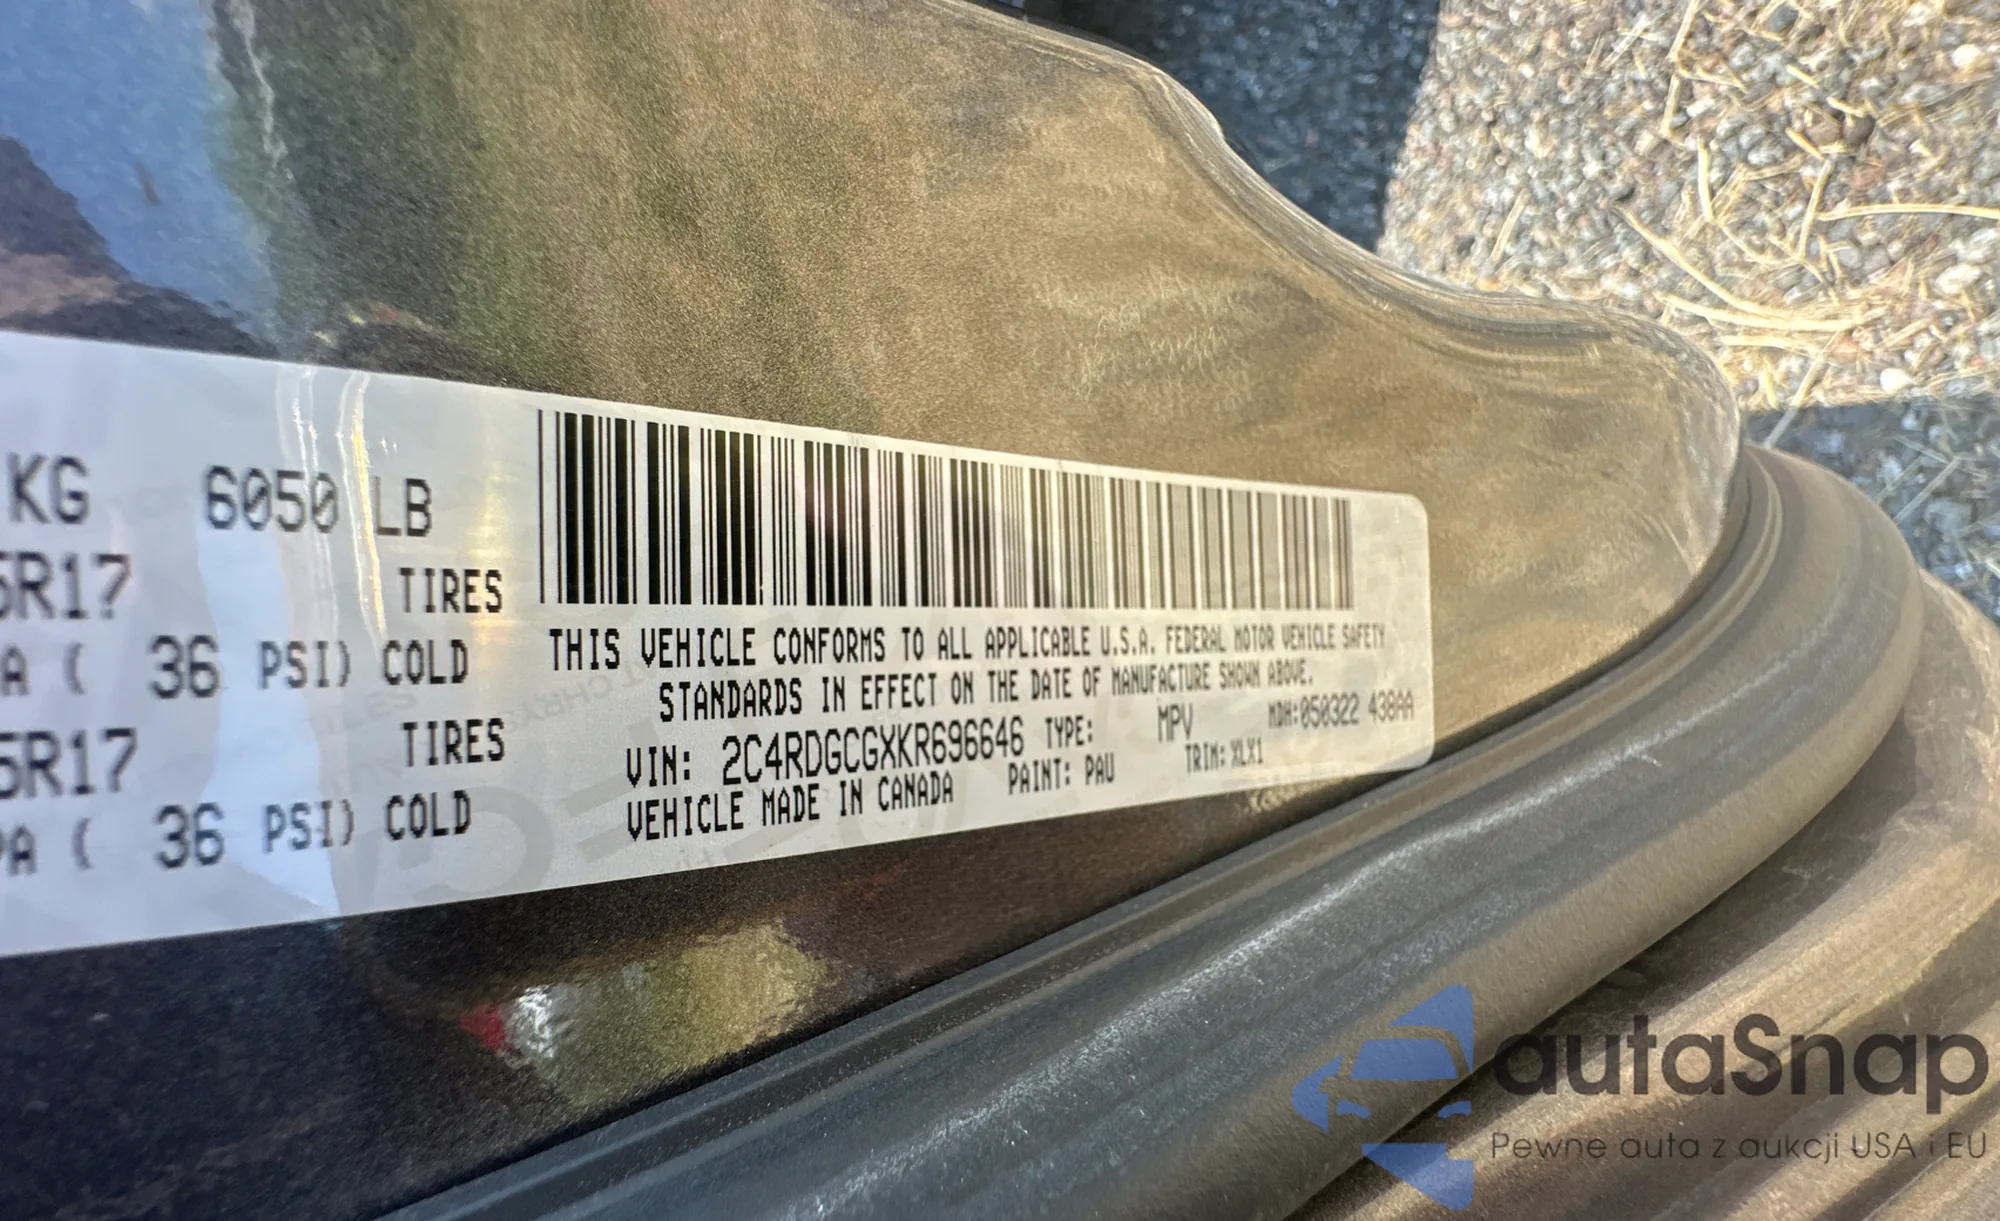 KG 6050 LB
5R17 TIRES
A ( 36 PSI) COLD
5R17 TIRES
PA ( 36 PSI) COLD
THIS VEHICLE CONFORMS TO ALL APPLICABLE U.S.A. FEDERAL MOTOR VEHICLE SAFETY
STANDARDS IN EFFECT ON THE DATE OF MANUFACTURE SHOWN ABOVE.
VIN: 2C4RDGCGXKR696646 TYPE: MPV MDH:050322 438AA
VEHICLE MADE IN CANADA PAINT: PAU TRIM: XLX1
autaSnap
Pewne auta z aukcji USA i EU